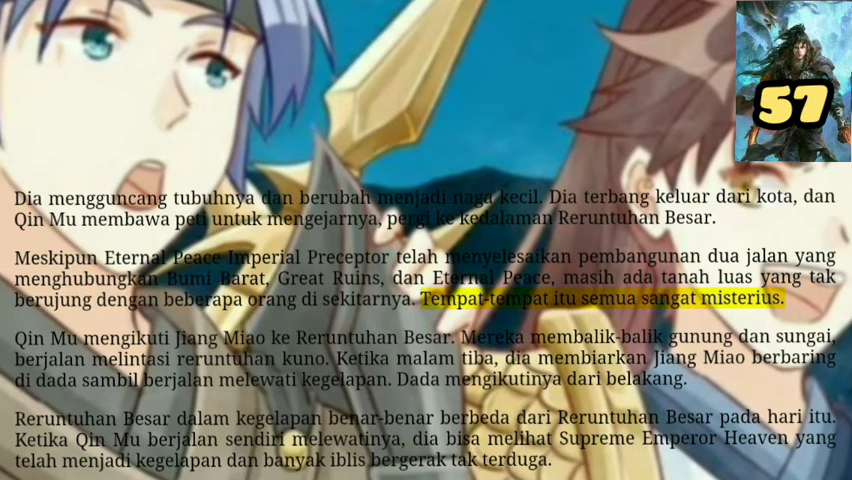 57
Dia mengguncang tubuhnya dan berubah menjadi naga kecil. Dia terbang keluar dari kota, dan
Qin Mu membawa peti untuk mengejarnya, pergi ke kedalaman Reruntuhan Besar.
Meskipun Eternal Peace Imperial Preceptor telah menyelesaikan pembangunan dua jalan yang
menghubungkan Bumi Barat, Great Ruins, dan Eternal Peace, masih ada tanah luas yang tak
berujung dengan beberapa orang di sekitarnya. Tempat-tempat itu semua sangat misterius.
Qin Mu mengikuti Jiang Miao ke Reruntuhan Besar. Mereka membalik-balik gunung dan sungai,
berjalan melintasi reruntuhan kuno. Ketika malam tiba, dia membiarkan Jiang Miao berbaring
di dada sambil berjalan melewati kegelapan. Dada mengikutinya dari belakang.
Reruntuhan Besar dalam kegelapan benar-benar berbeda dari Reruntuhan Besar pada hari itu.
Ketika Qin Mu berjalan sendiri melewatinya, dia bisa melihat Supreme Emperor Heaven yang
telah menjadi kegelapan dan banyak iblis bergerak tak terduga.